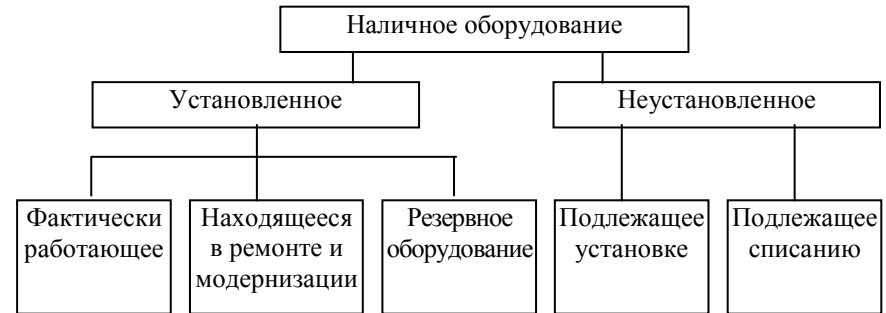 Наличное оборудование
Установленное
Неустановленное
Фактически
работающее
Находящееся
в ремонте и
модернизации
Резервное
оборудование
Подлежащее
установке
Подлежащее
списанию